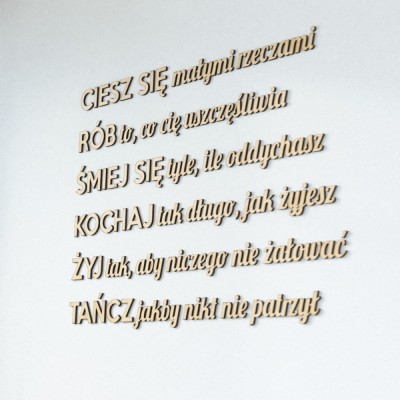 CIESZ SIĘ małymi rzeczami
RÓB to, co cię uszczęśliwia
ŚMIEJ SIĘ tyle, ile oddychasz
KOCHAJ tak długo, jak żyjesz
ŻYJ tak, aby niczego nie żałować
TAŃCZ jakby nikt nie patrzył